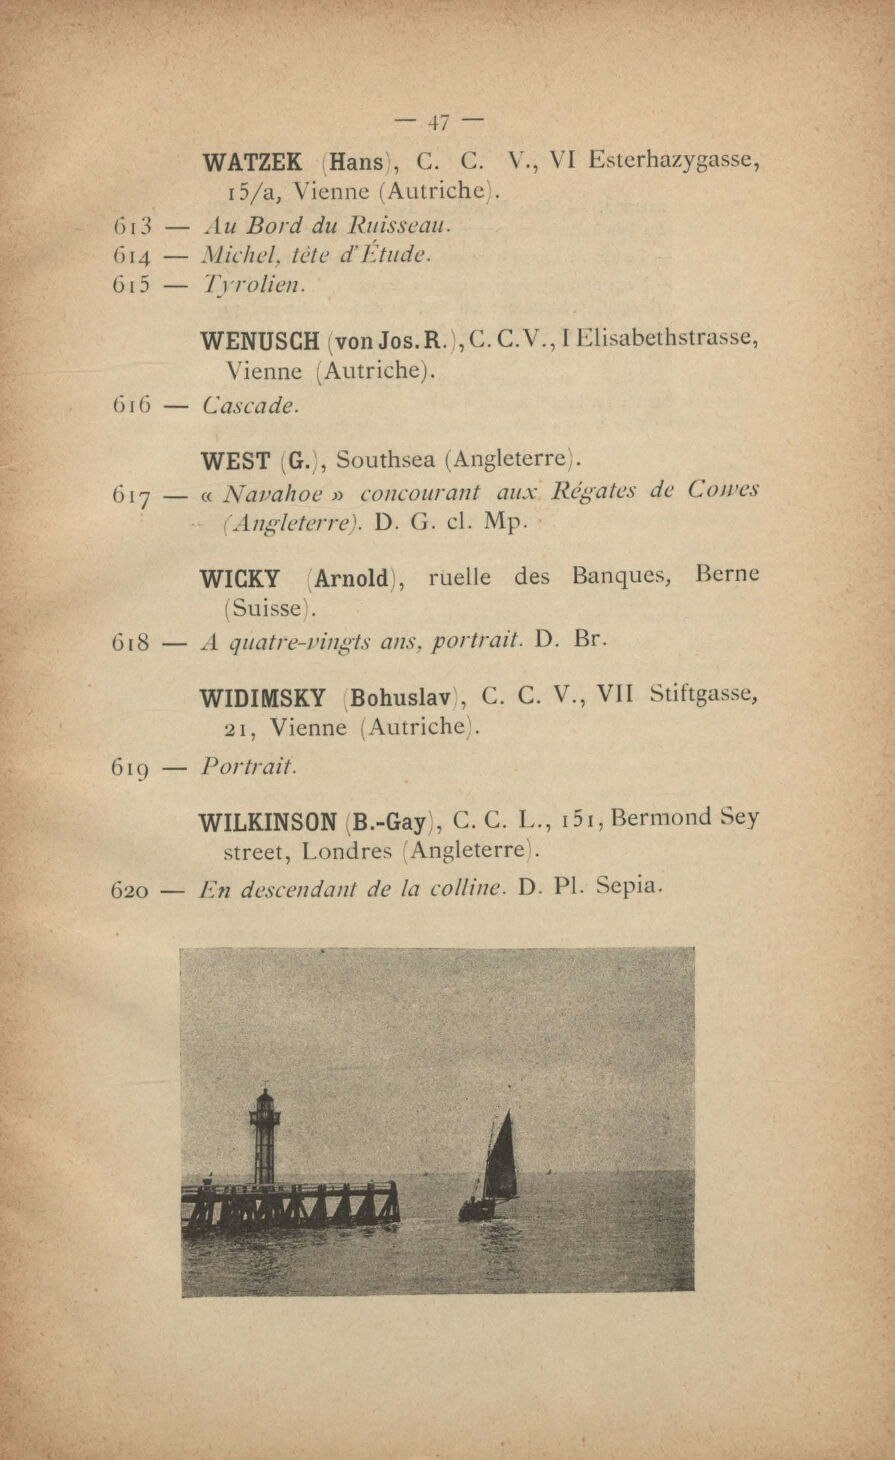 — 47 —
WATZEK (Hans), C. C. V., VI Esterhazygasse,
15/a, Vienne (Autriche).
613 — Au Bord du Ruisseau.
614 — Michel, tête d'Étude.
615 — Tyrolien.
WENUSCH (von Jos. R.), C. C. V., I Elisabethstrasse,
Vienne (Autriche).
616 — Cascade.
WEST (G.), Southsea (Angleterre).
617 — « Navahoe » concourant aux Régates de Cowes
(Angleterre). D. G. cl. Mp.
WICKY (Arnold), ruelle des Banques, Berne
(Suisse).
618 — A quatre-vingts ans, portrait. D. Br.
WIDIMSKY (Bohuslav), C. C. V., VII Stiftgasse,
21, Vienne (Autriche).
619 — Portrait.
WILKINSON (B.-Gay), C. C. L., 151, Bermond Sey
street, Londres (Angleterre).
620 — En descendant de la colline. D. Pl. Sepia.